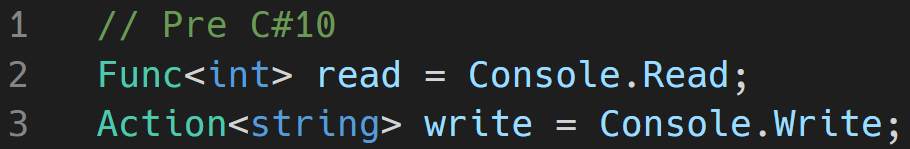 1 // Pre C#10
2 Func<int> read = Console.Read;
3 Action<string> write = Console.Write;